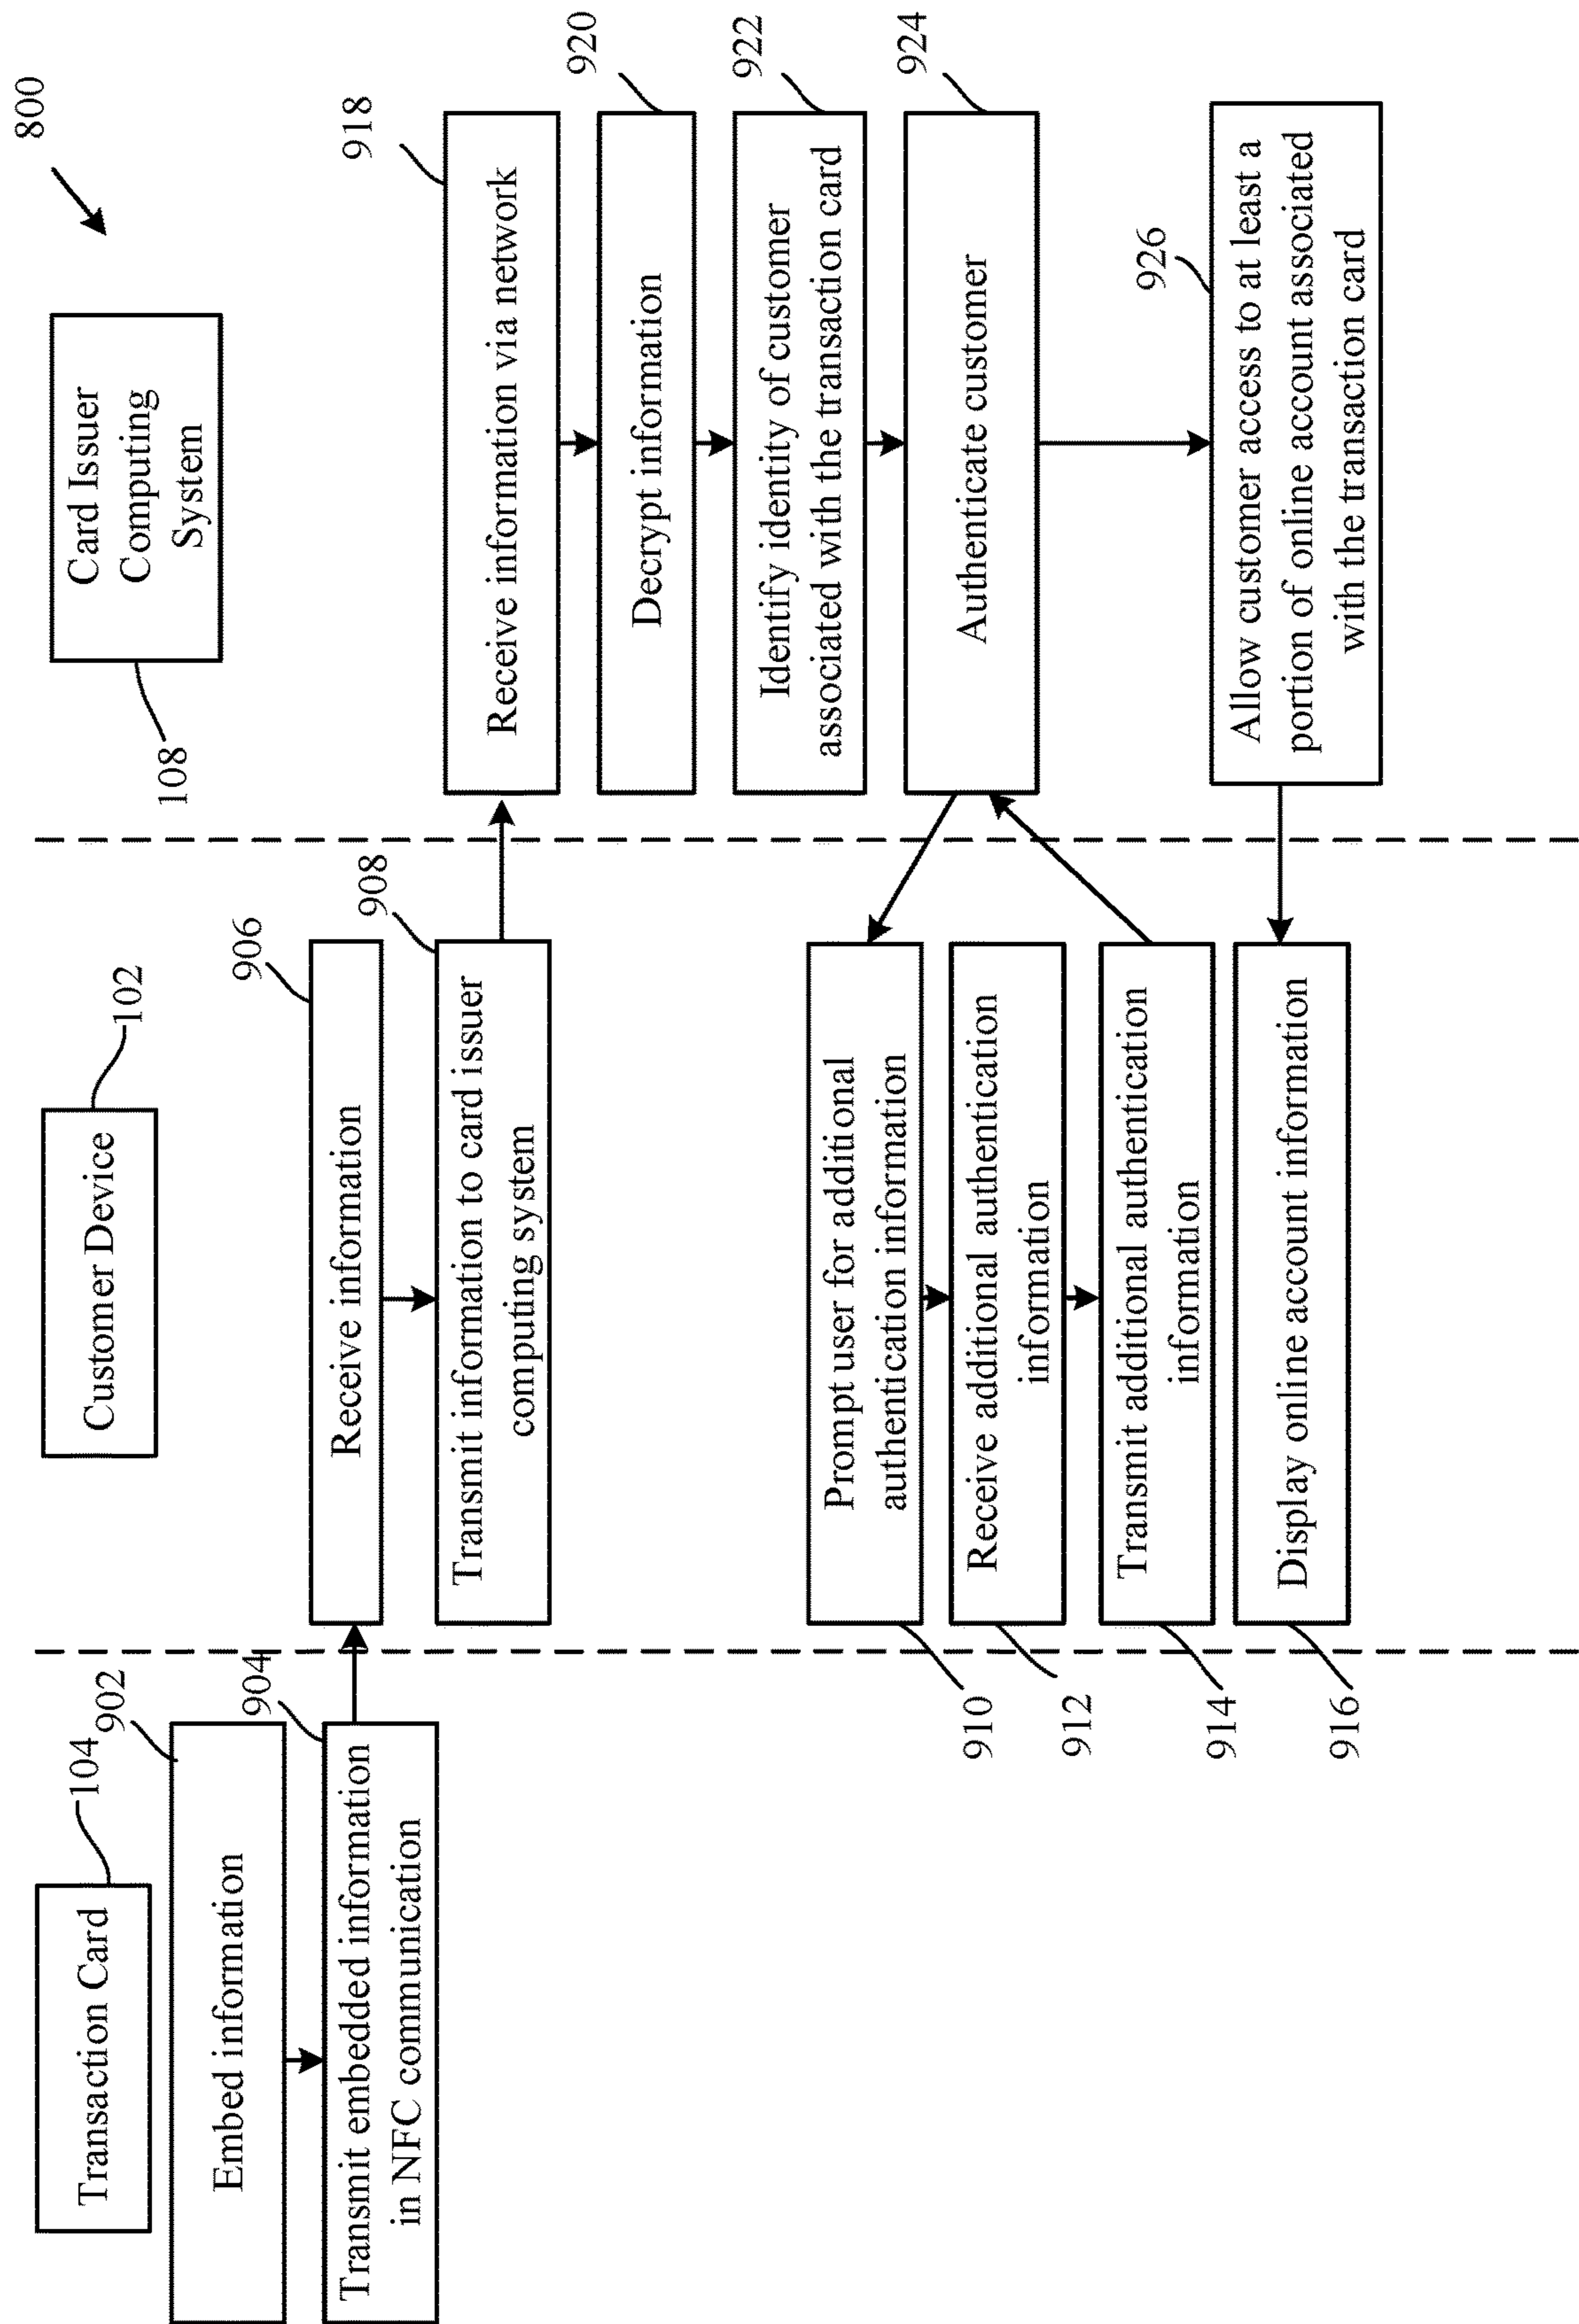 800
Transaction Card
104
Customer Device
102
Card Issuer
Computing
System
108
902
Embed information
904
Transmit embedded information
in NFC communication
906
Receive information
908
Transmit information to card issuer
computing system
918
Receive information via network
920
Decrypt information
922
Identify identity of customer
associated with the transaction card
924
Authenticate customer
910
Prompt user for additional
authentication information
912
Receive additional authentication
information
914
Transmit additional authentication
information
926
Allow customer access to at least a
portion of online account associated
with the transaction card
916
Display online account information